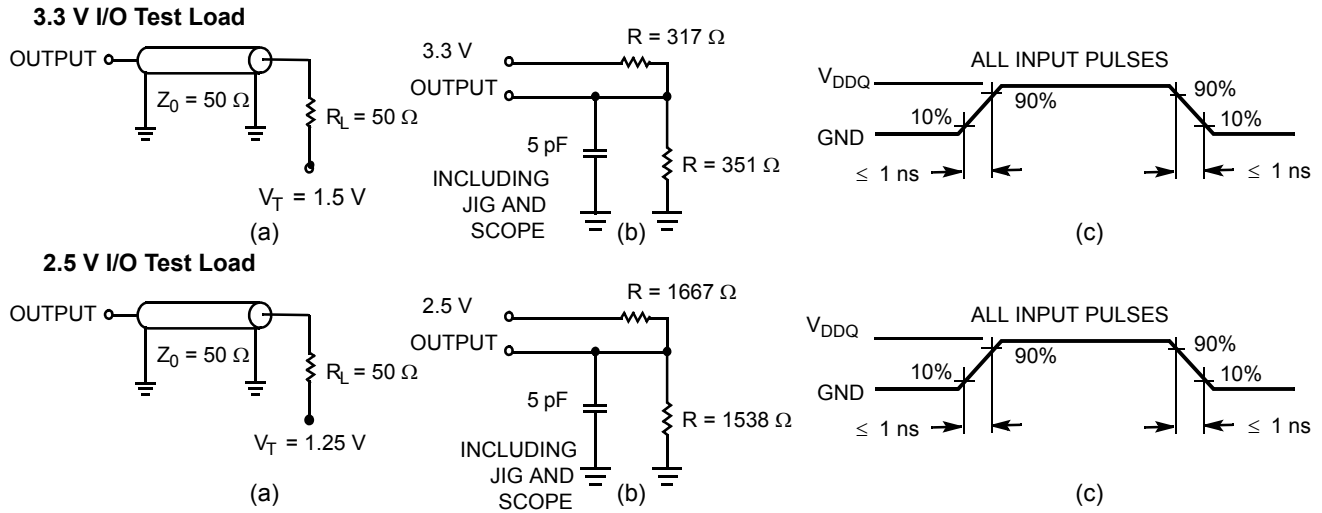 3.3 V I/O Test Load
OUTPUT
Z0 = 50 Ω
RL = 50 Ω
VT = 1.5 V
(a)
3.3 V
OUTPUT
R = 317 Ω
5 pF
INCLUDING
JIG AND
SCOPE
R = 351 Ω
(b)
ALL INPUT PULSES
VDDQ
GND
10%
90%
90%
10%
≤ 1 ns
≤ 1 ns
(c)
2.5 V I/O Test Load
OUTPUT
Z0 = 50 Ω
RL = 50 Ω
VT = 1.25 V
(a)
2.5 V
OUTPUT
R = 1667 Ω
5 pF
INCLUDING
JIG AND
SCOPE
R = 1538 Ω
(b)
ALL INPUT PULSES
VDDQ
GND
10%
90%
90%
10%
≤ 1 ns
≤ 1 ns
(c)